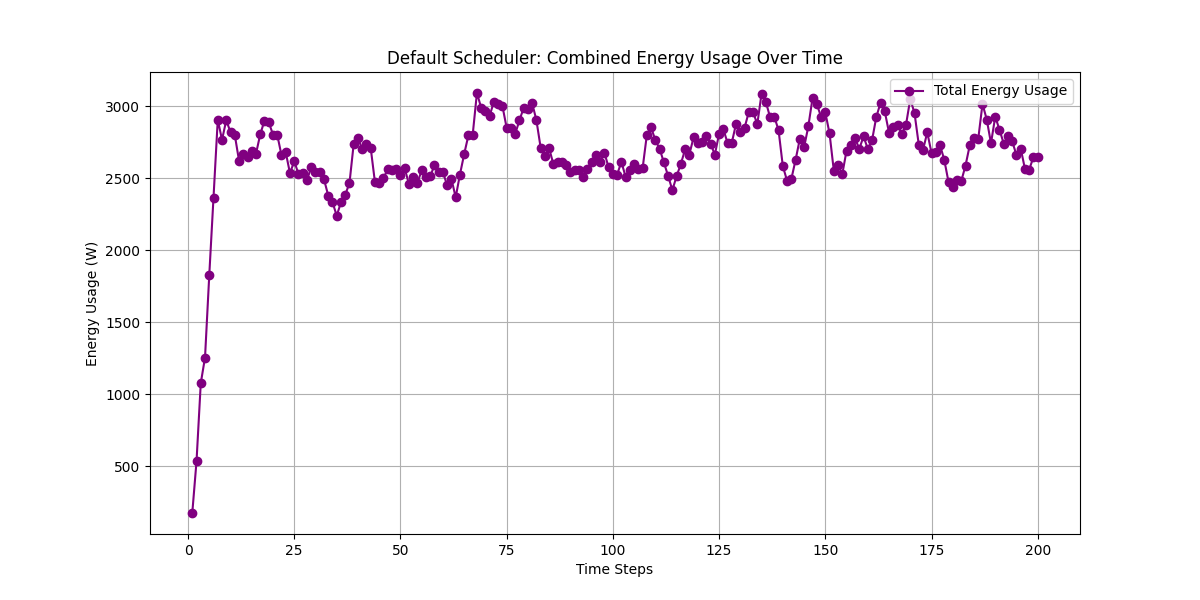 Default Scheduler: Combined Energy Usage Over Time
Total Energy Usage
Energy Usage (W)
3000
2500
2000
1500
1000
500
0 25 50 75 100 125 150 175 200
Time Steps